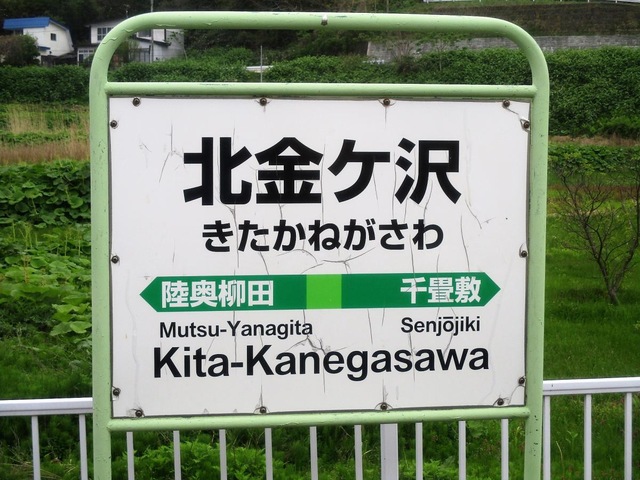 北金ケ沢
きたかねがさわ
陸奥柳田 千畳敷
Mutsu-Yanagita Senjōjiki
Kita-Kanegasawa